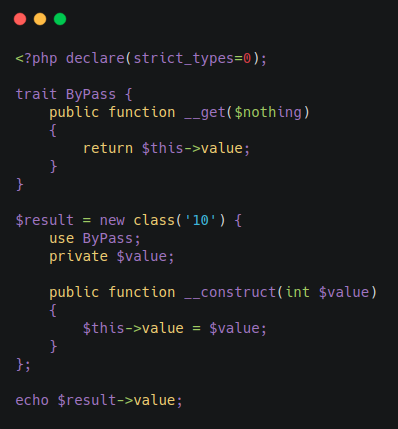 <?php declare(strict_types=0);

trait ByPass {
    public function __get($nothing)
    {
        return $this->value;
    }
}

$result = new class('10') {
    use ByPass;
    private $value;

    public function __construct(int $value)
    {
        $this->value = $value;
    }
};

echo $result->value;